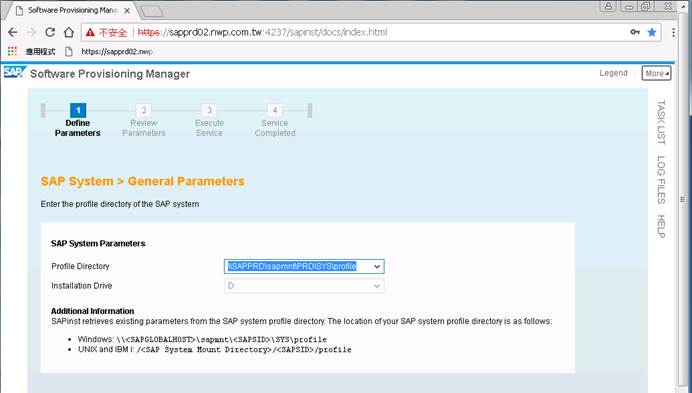 Software Provisioning Man
不安全
https://sapprd02.nwp.com.tw:4237/sapinst/docs/index.html
應用程式
https://sapprd02.nwp.
SAP
Software Provisioning Manager
Legend
More
1
2
3
4
Define Parameters
Review Parameters
Execute Service
Service Completed
TASK LIST
LOG FILES
HELP
SAP System > General Parameters
Enter the profile directory of the SAP system
SAP System Parameters
Profile Directory
\\SAPPRD\sapmnt\PRD\SYS\profile
Installation Drive
D:
Additional Information
SAPinst retrieves existing parameters from the SAP system profile directory. The location of your SAP system profile directory is as follows:
• Windows: \\<SAPGLOBALHOST>\sapmnt\<SAPSID>\SYS\profile
• UNIX and IBM i: /<SAP System Mount Directory>/<SAPSID>/profile